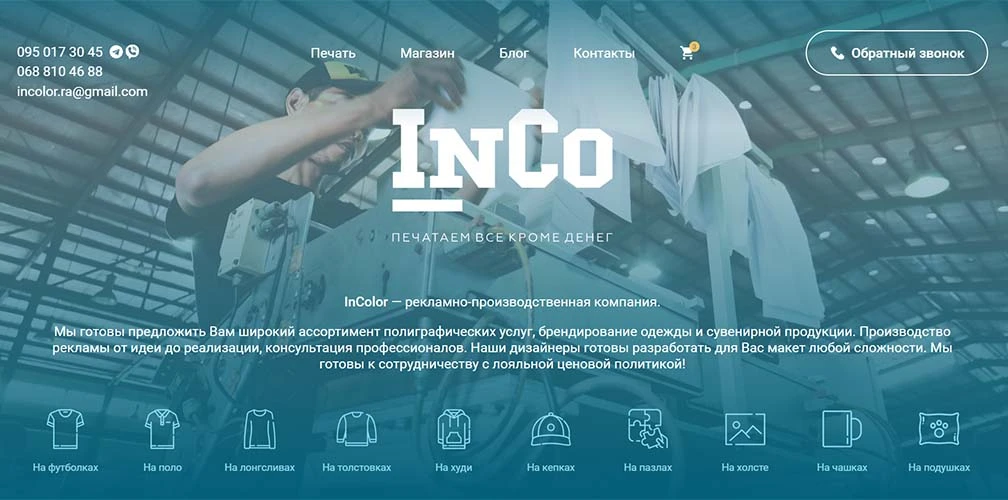 095 017 30 45
068 810 46 88
incolor.ra@gmail.com
Печать Магазин Блог Контакты
Обратный звонок
InCo
ПЕЧАТАЕМ ВСЕ КРОМЕ ДЕНЕГ
InColor — рекламно-производственная компания.
Мы готовы предложить Вам широкий ассортимент полиграфических услуг, брендирование одежды и сувенирной продукции. Производство
рекламы от идеи до реализации, консультация профессионалов. Наши дизайнеры готовы разработать для Вас макет любой сложности. Мы
готовы к сотрудничеству с лояльной ценовой политикой!
На футболках На поло На лонгсливах На толстовках На худи На кепках На пазлах На холсте На чашках На подушках